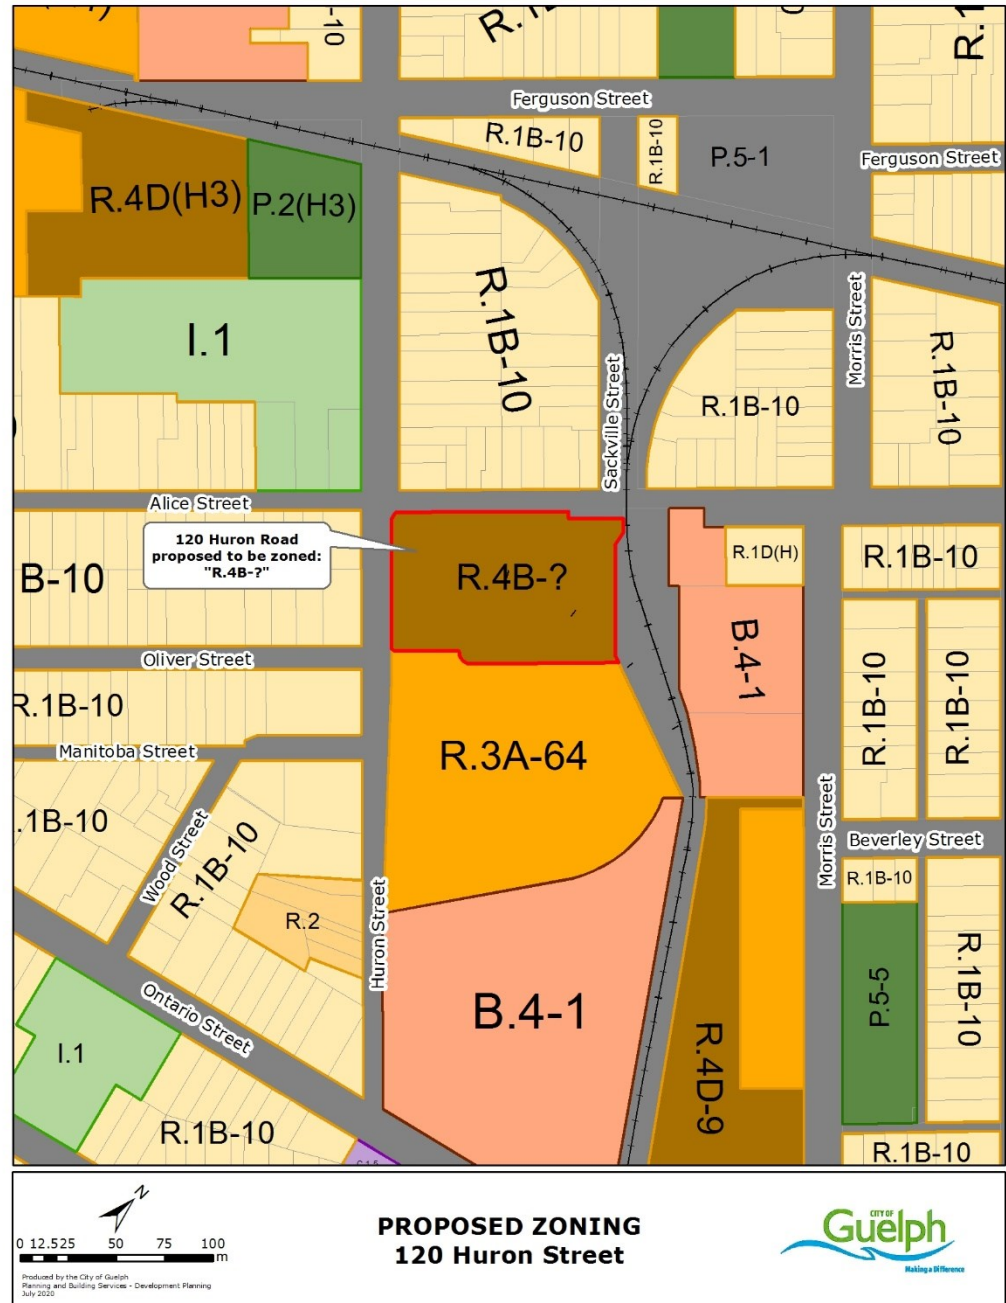 -10
R.1B-10
Ferguson Street
R.1B-10
R.1B-10
P.5-1
Ferguson Street
R.4D(H3)
P.2(H3)
I.1
R.1B-10
Sackville Street
R.1B-10
Morris Street
R.1B-10
Alice Street
120 Huron Road
proposed to be zoned:
"R.4B-?"
B-10
R.4B-?
R.1D(H)
R.1B-10
B.4-1
Oliver Street
R.1B-10
R.1B-10
R.1B-10
Manitoba Street
R.3A-64
.1B-10
Wood Street
R.1B-10
R.2
Huron Street
Morris Street
Beverley Street
R.1B-10
P.5-5
R.1B-10
Ontario Street
B.4-1
R.4D-9
I.1
R.1B-10
R.1B-10
N
0 12.525 50 75 100
m
Produced by the City of Guelph
Planning and Building Services - Development Planning
July 2020
PROPOSED ZONING
120 Huron Street
CITY OF
Guelph
Making a Difference